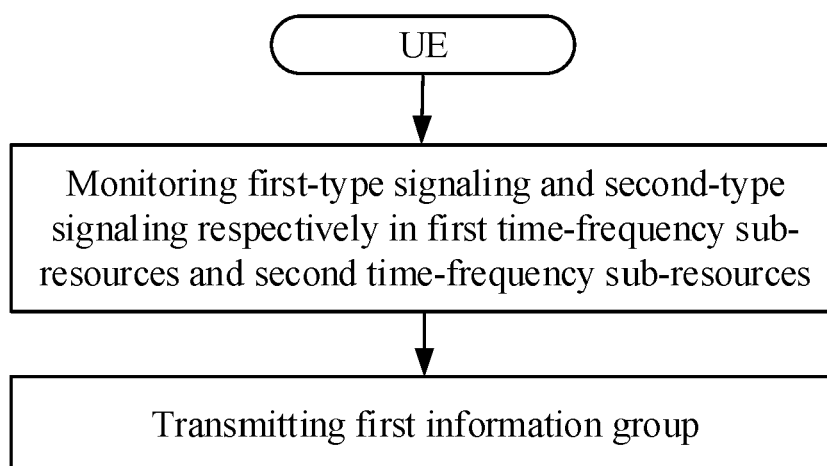 UE
Monitoring first-type signaling and second-type
signaling respectively in first time-frequency sub-
resources and second time-frequency sub-resources
Transmitting first information group